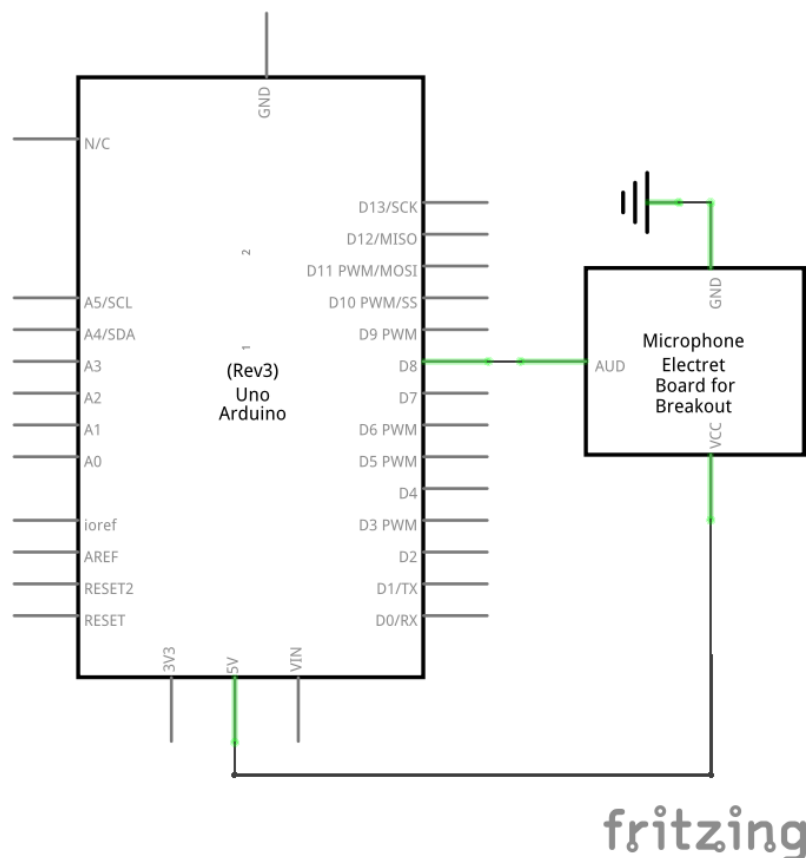 GND
N/C
D13/SCK
D12/MISO
2
D11 PWM/MOSI
GND
A5/SCL
D10 PWM/SS
A4/SDA
D9 PWM
1
Microphone
Electret
Board for
Breakout
A3
(Rev3)
Uno
Arduino
D8
AUD
A2
D7
A1
D6 PWM
VCC
A0
D5 PWM
D4
ioref
D3 PWM
AREF
D2
RESET2
D1/TX
RESET
D0/RX
3V3
5V
VIN
fritzing